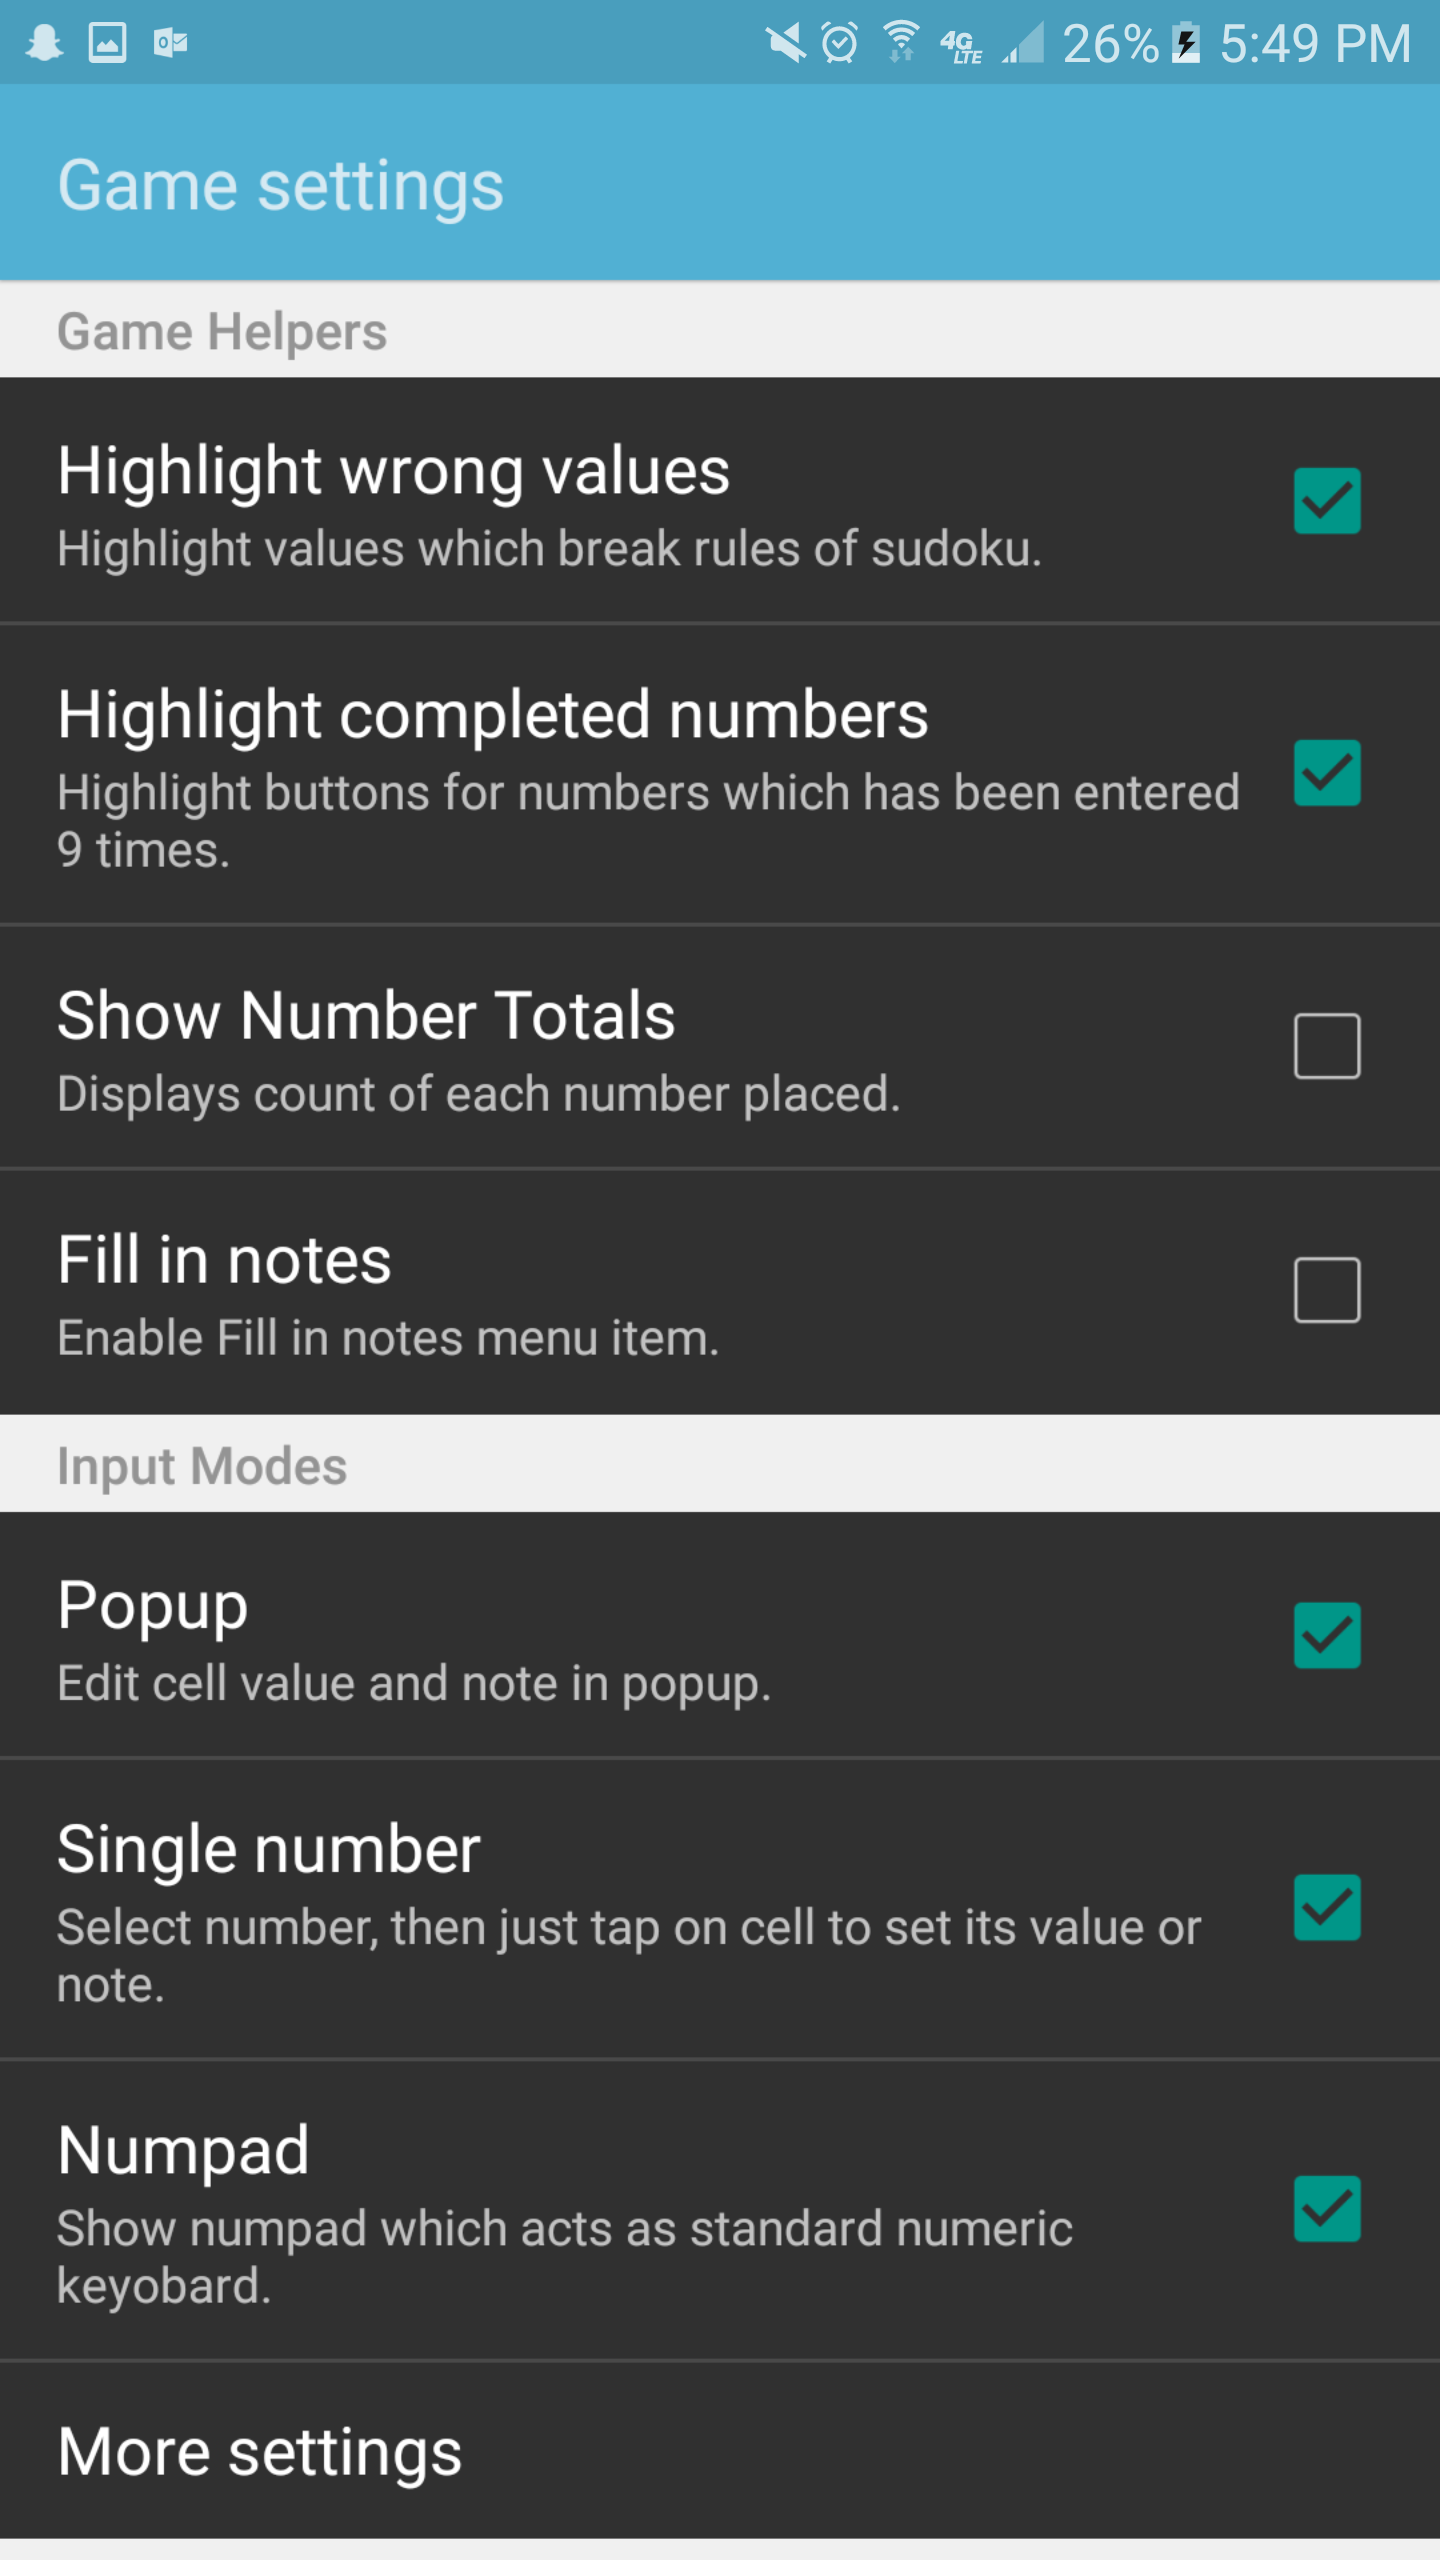 4G LTE 26% 5:49 PM
Game settings
Game Helpers
Highlight wrong values
Highlight values which break rules of sudoku.
Highlight completed numbers
Highlight buttons for numbers which has been entered
9 times.
Show Number Totals
Displays count of each number placed.
Fill in notes
Enable Fill in notes menu item.
Input Modes
Popup
Edit cell value and note in popup.
Single number
Select number, then just tap on cell to set its value or
note.
Numpad
Show numpad which acts as standard numeric
keyobard.
More settings